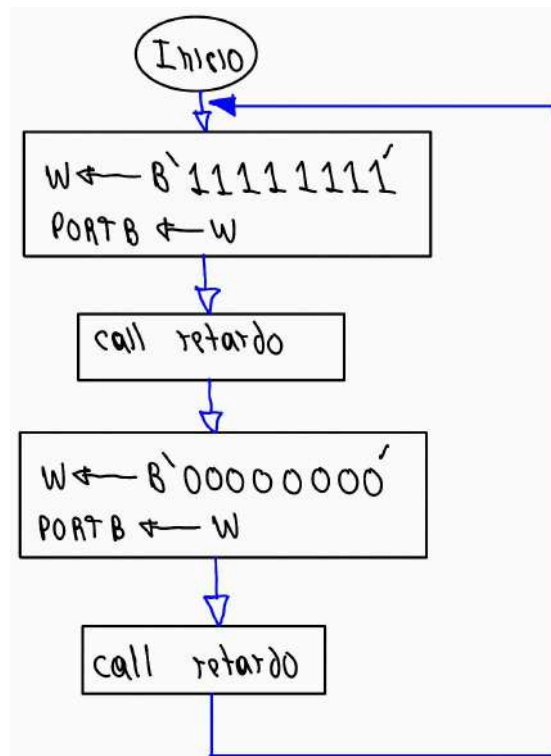 Inicio
W ← B'11111111'
PORTB ← W
call retardo
W ← B'00000000'
PORTB ← W
call retardo